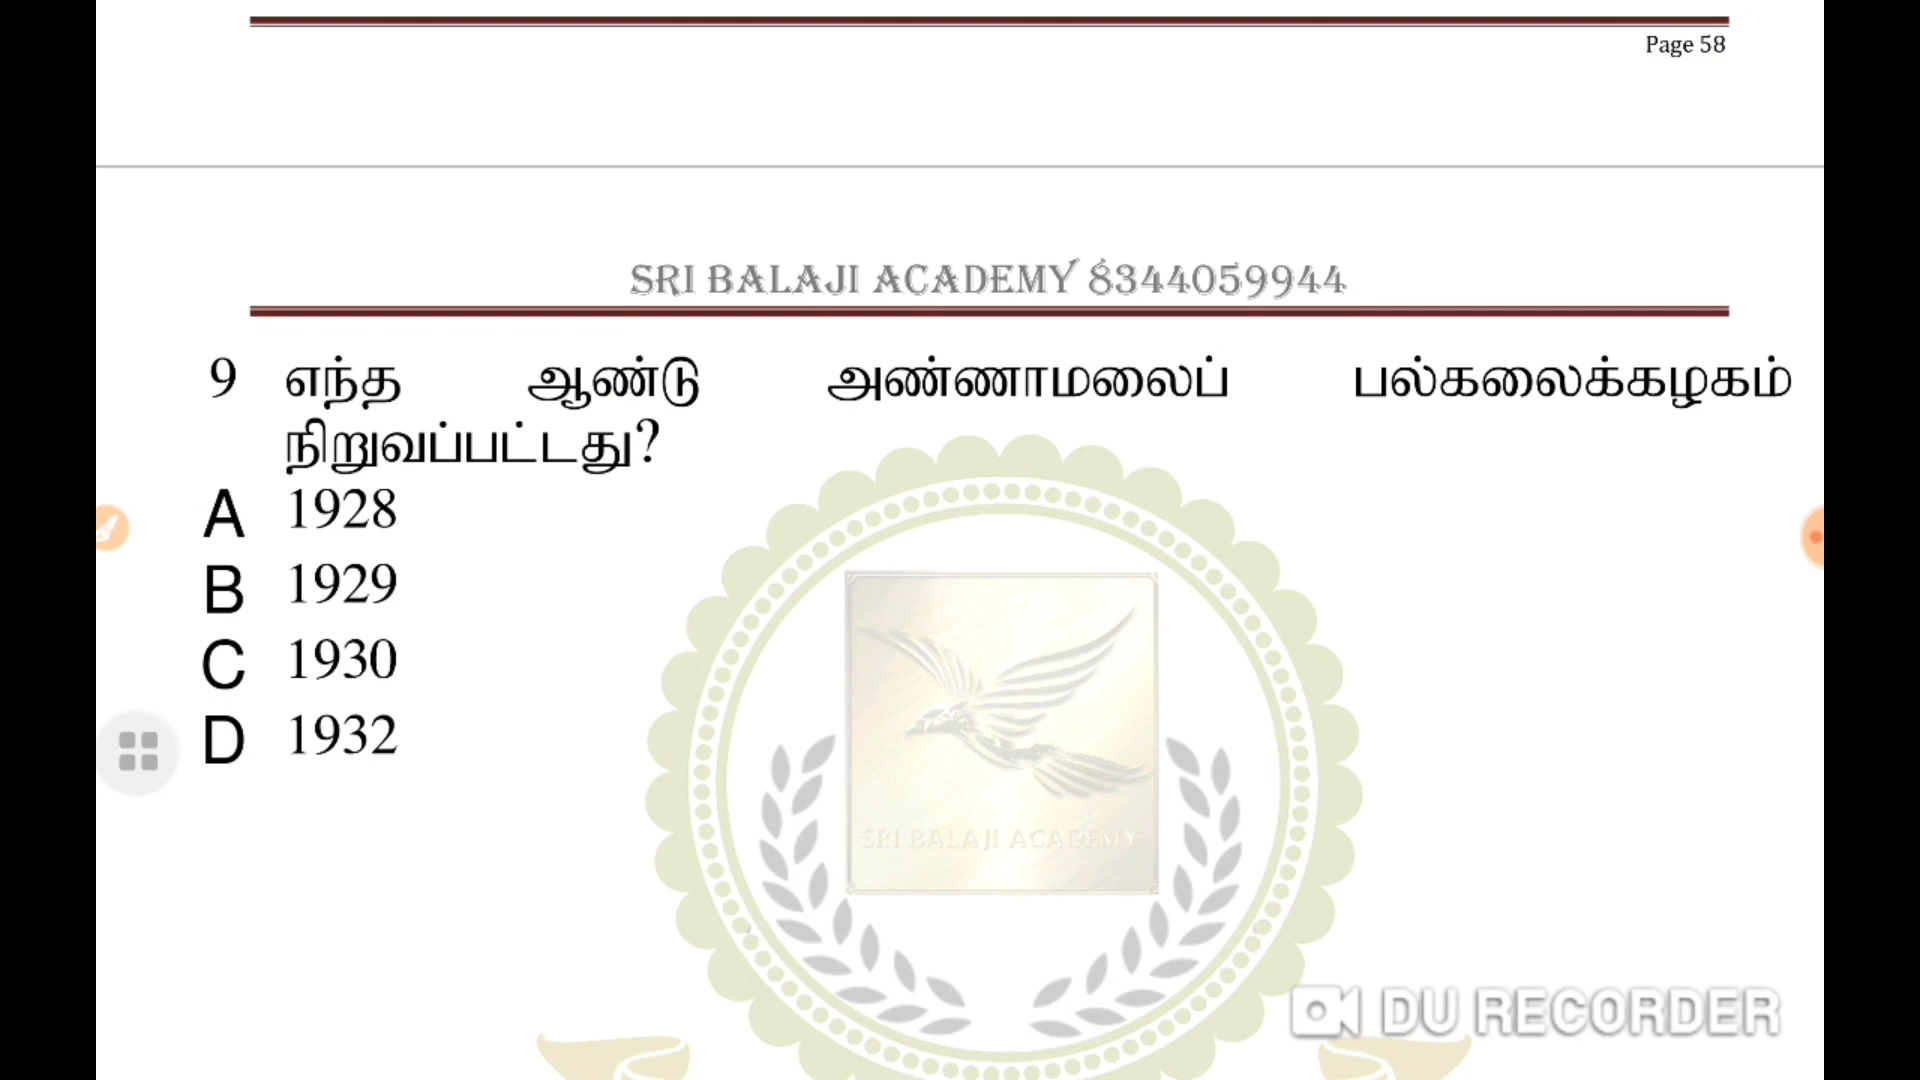 Page 58
SRI BALAJI ACADEMY 8344059944
9 எந்த ஆண்டு அண்ணாமலைப் பல்கலைக்கழகம்
நிறுவப்பட்டது?
A 1928
B 1929
C 1930
D 1932
SRI BALAJI ACADEMY
DU RECORDER